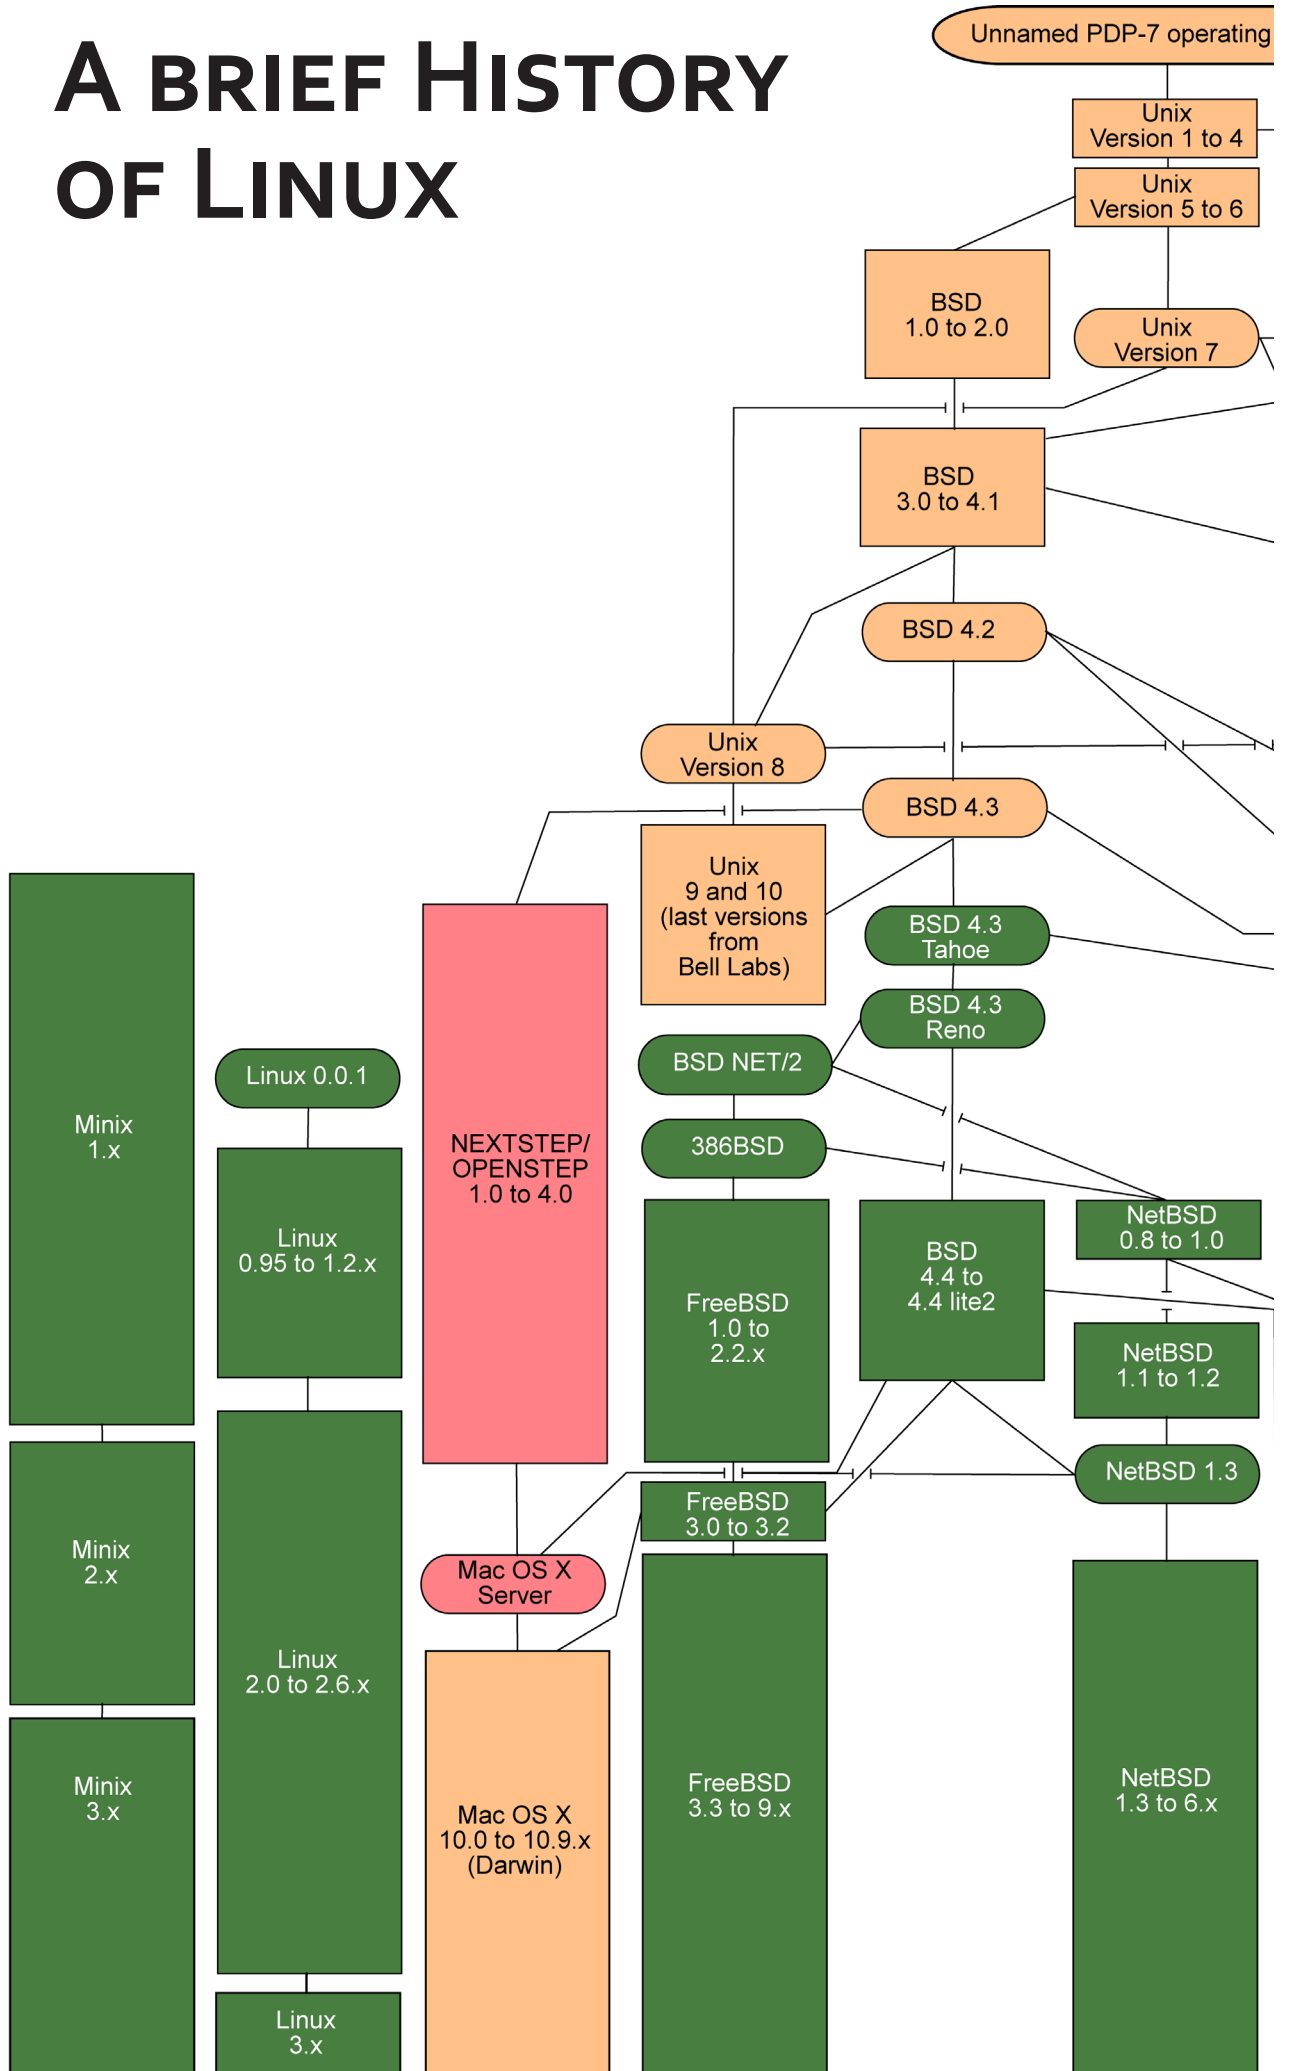 A BRIEF HISTORY
OF LINUX
Unnamed PDP-7 operating
Unix
Version 1 to 4
Unix
Version 5 to 6
BSD
1.0 to 2.0
Unix
Version 7
BSD
3.0 to 4.1
BSD 4.2
Unix
Version 8
BSD 4.3
Unix
9 and 10
(last versions
from
Bell Labs)
BSD 4.3
Tahoe
BSD 4.3
Reno
BSD NET/2
Linux 0.0.1
Minix
1.x
NEXTSTEP/
OPENSTEP
1.0 to 4.0
386BSD
Linux
0.95 to 1.2.x
FreeBSD
1.0 to
2.2.x
BSD
4.4 to
4.4 lite2
NetBSD
0.8 to 1.0
NetBSD
1.1 to 1.2
NetBSD 1.3
FreeBSD
3.0 to 3.2
Minix
2.x
Mac OS X
Server
Linux
2.0 to 2.6.x
Minix
3.x
Mac OS X
10.0 to 10.9.x
(Darwin)
FreeBSD
3.3 to 9.x
NetBSD
1.3 to 6.x
Linux
3.x